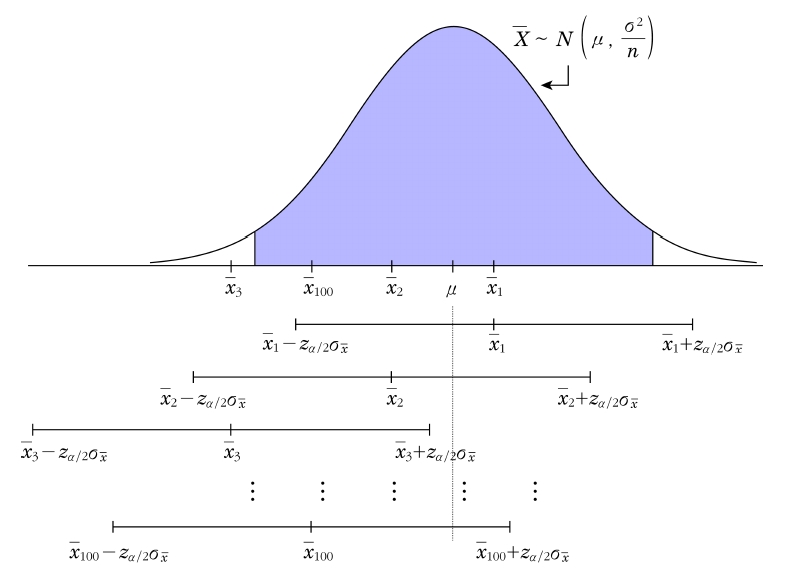 X̅ ~ N ( μ , σ²/n )
x̅₃ x̅₁₀₀ x̅₂ μ x̅₁
x̅₁−z_{α/2}σ_x̅ x̅₁ x̅₁+z_{α/2}σ_x̅
x̅₂−z_{α/2}σ_x̅ x̅₂ x̅₂+z_{α/2}σ_x̅
x̅₃−z_{α/2}σ_x̅ x̅₃ x̅₃+z_{α/2}σ_x̅
⋮ ⋮ ⋮ ⋮ ⋮
x̅₁₀₀−z_{α/2}σ_x̅ x̅₁₀₀ x̅₁₀₀+z_{α/2}σ_x̅